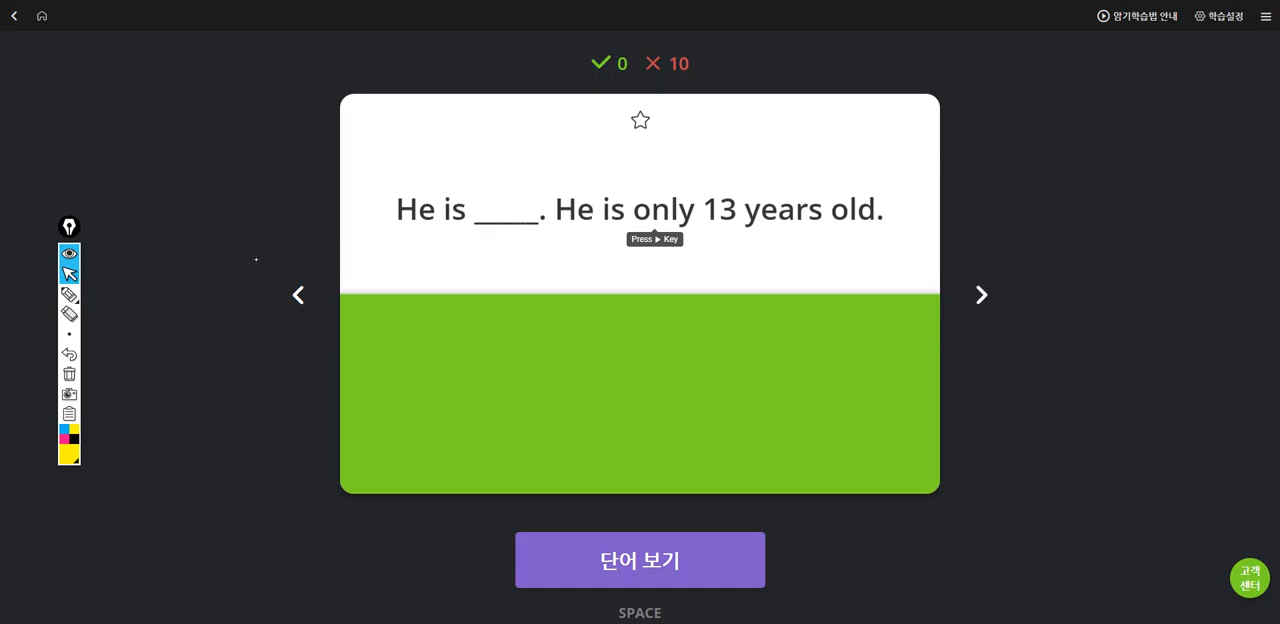 암기학습법 안내 학습설정
0 10
He is _____. He is only 13 years old.
Press ▶ Key
단어 보기
SPACE
고객
센터